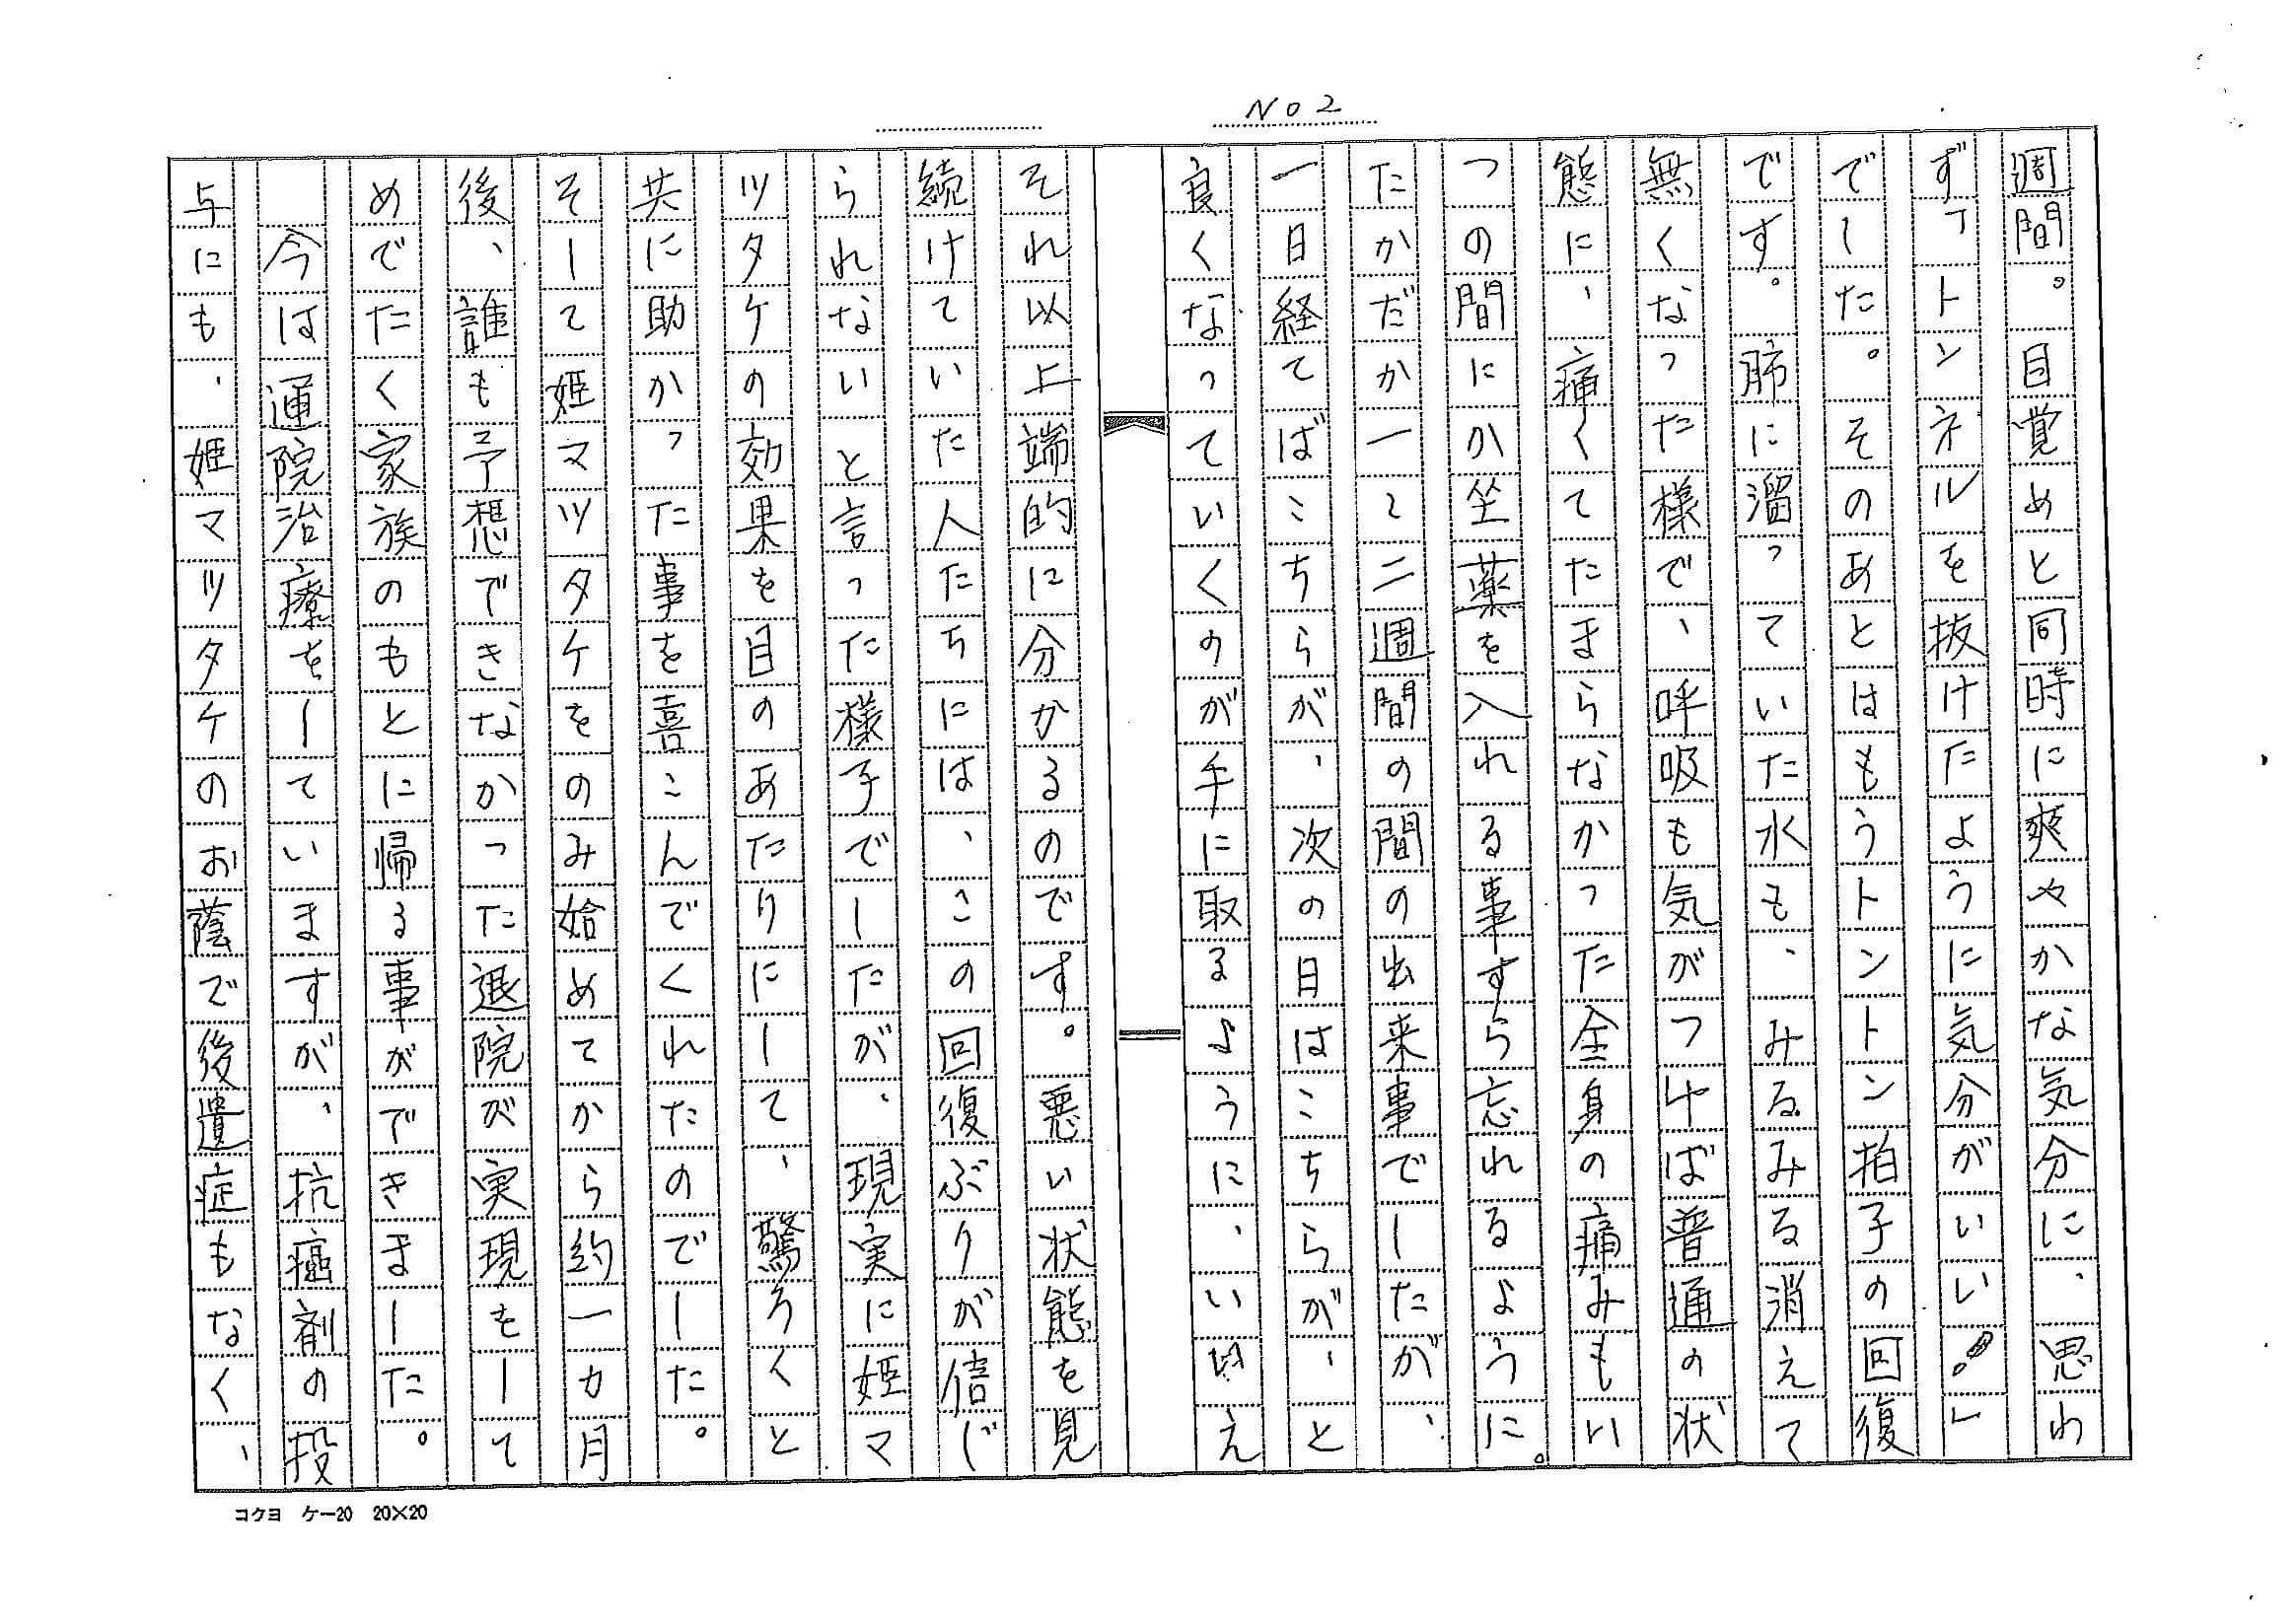 No 2
週間。目覚めと同時に爽やかな気分に、思わ
ず「トンネルを抜けたように気分がいい。」
でした。そのあとはもうトントン拍子の回復
です。肺に溜っていた水も、みるみる消えて
無くなった様で、呼吸も気がつけば普通の状
態に、痛くてたまらなかった全身の痛みもい
つの間にか坐薬を入れる事すら忘れるように。
たかだか一〜二週間の間の出来事でしたが、
一日経てばこちらが、次の日はこちらが、と
良くなっていくのが手に取るように、いいえ
それ以上端的に分かるのです。悪い状態を見
続けていた人たちには、この回復ぶりが信じ
られないと言った様子でしたが、現実に姫マ
ツタケの効果を目のあたりにして、驚ろくと
共に助かった事を喜こんでくれたのでした。
そして姫マツタケをのみ始めてから約一カ月
後、誰も予想できなかった退院が実現をして
めでたく家族のもとに帰る事ができました。
今は通院治療をしていますが、抗癌剤の投
与にも、姫マツタケのお蔭で後遺症もなく、
コクヨ ケー20 20×20